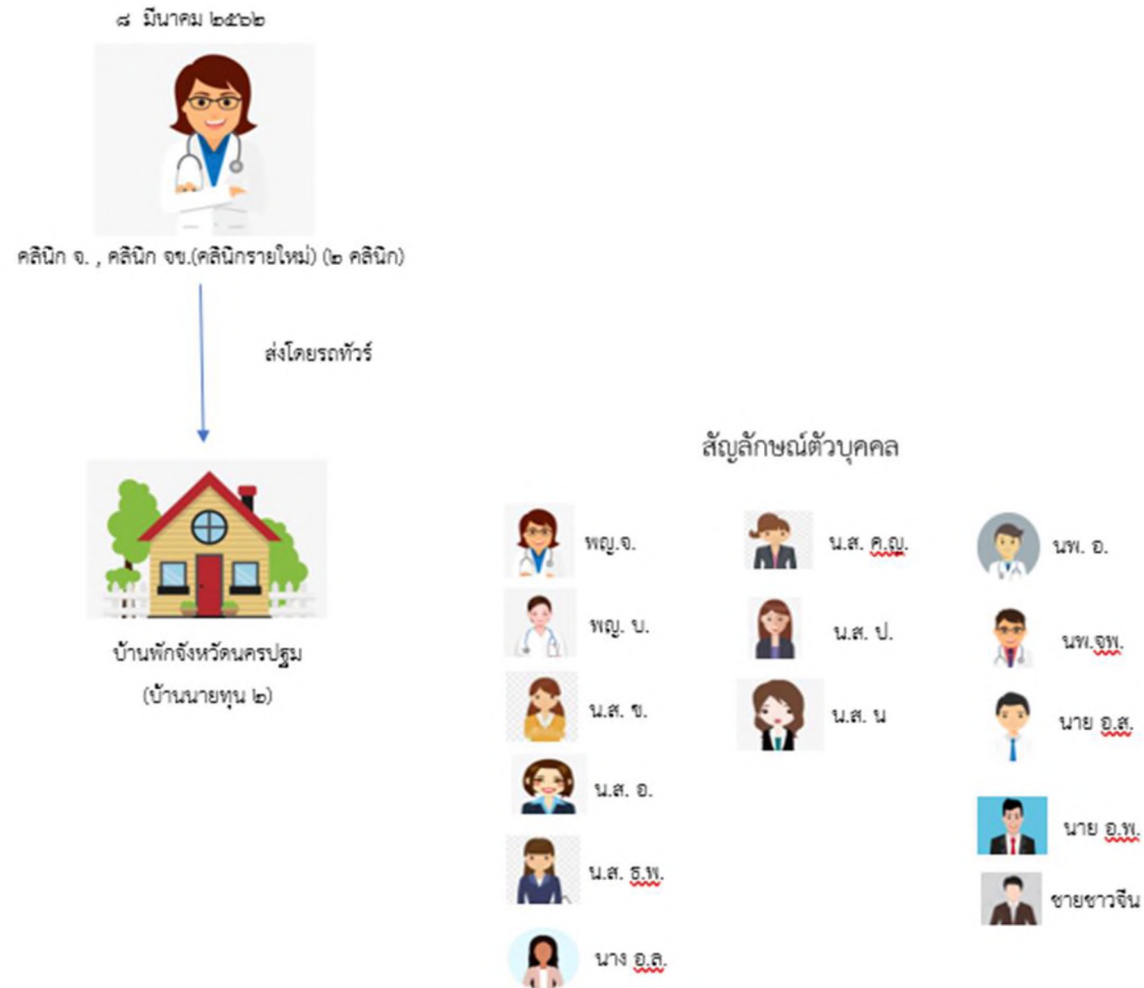 ๘ มีนาคม ๒๕๖๒
คลินิก จ. , คลินิก จข.(คลินิกรายใหม่) (๒ คลินิก)
ส่งโดยรถทัวร์
บ้านพักจังหวัดนครปฐม
(บ้านนายทุน ๒)
สัญลักษณ์ตัวบุคคล
พญ.จ.
พญ. บ.
น.ส. ข.
น.ส. อ.
น.ส. ธ.พ.
นาง อ.ล.
น.ส. ค.ญ.
น.ส. ป.
น.ส. น
นพ. อ.
นพ.จพ.
นาย อ.ส.
นาย อ.พ.
ชายชาวจีน